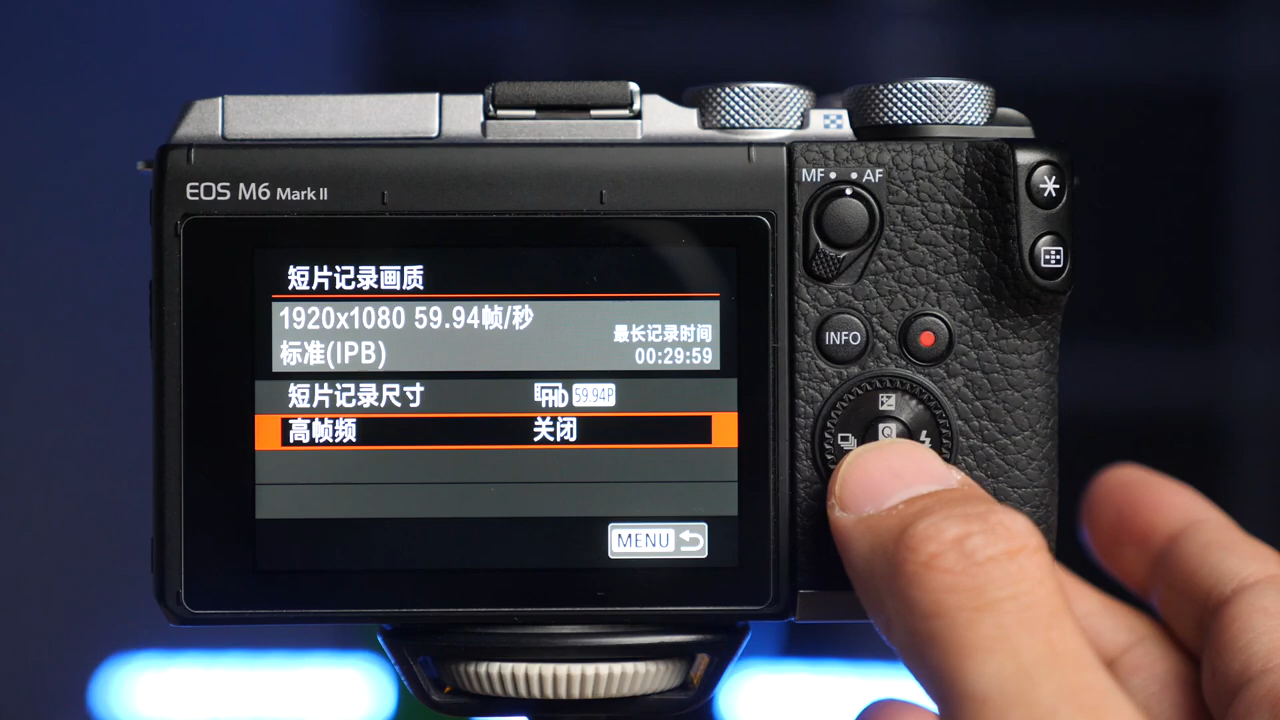 EOS M6 Mark II
MF AF
短片记录画质
1920x1080 59.94帧/秒
标准(IPB)
最长记录时间
00:29:59
短片记录尺寸 FHD 59.94P
高帧频 关闭
MENU
INFO
Q